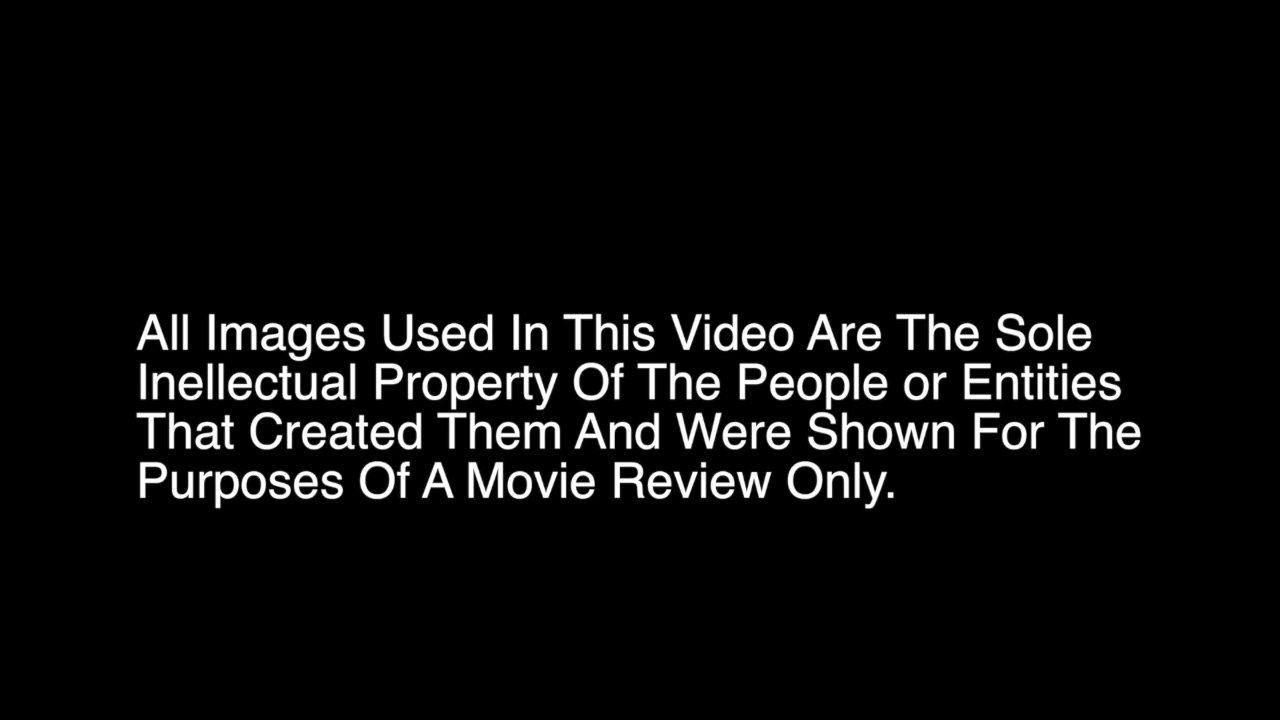 All Images Used In This Video Are The Sole
Inellectual Property Of The People or Entities
That Created Them And Were Shown For The
Purposes Of A Movie Review Only.